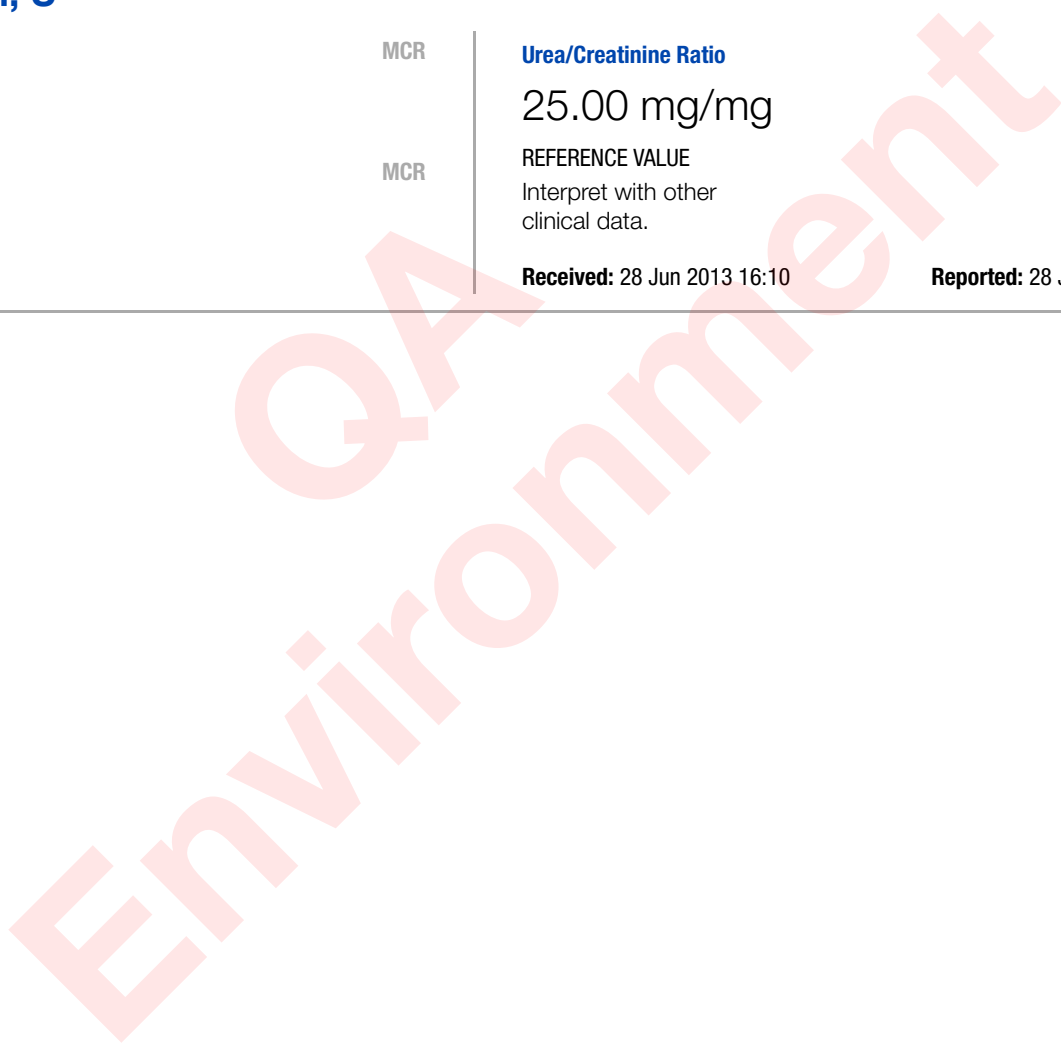 MCR
MCR
Urea/Creatinine Ratio
25.00 mg/mg
REFERENCE VALUE
Interpret with other
clinical data.
Received: 28 Jun 2013 16:10
Reported: 28
QA
Environment